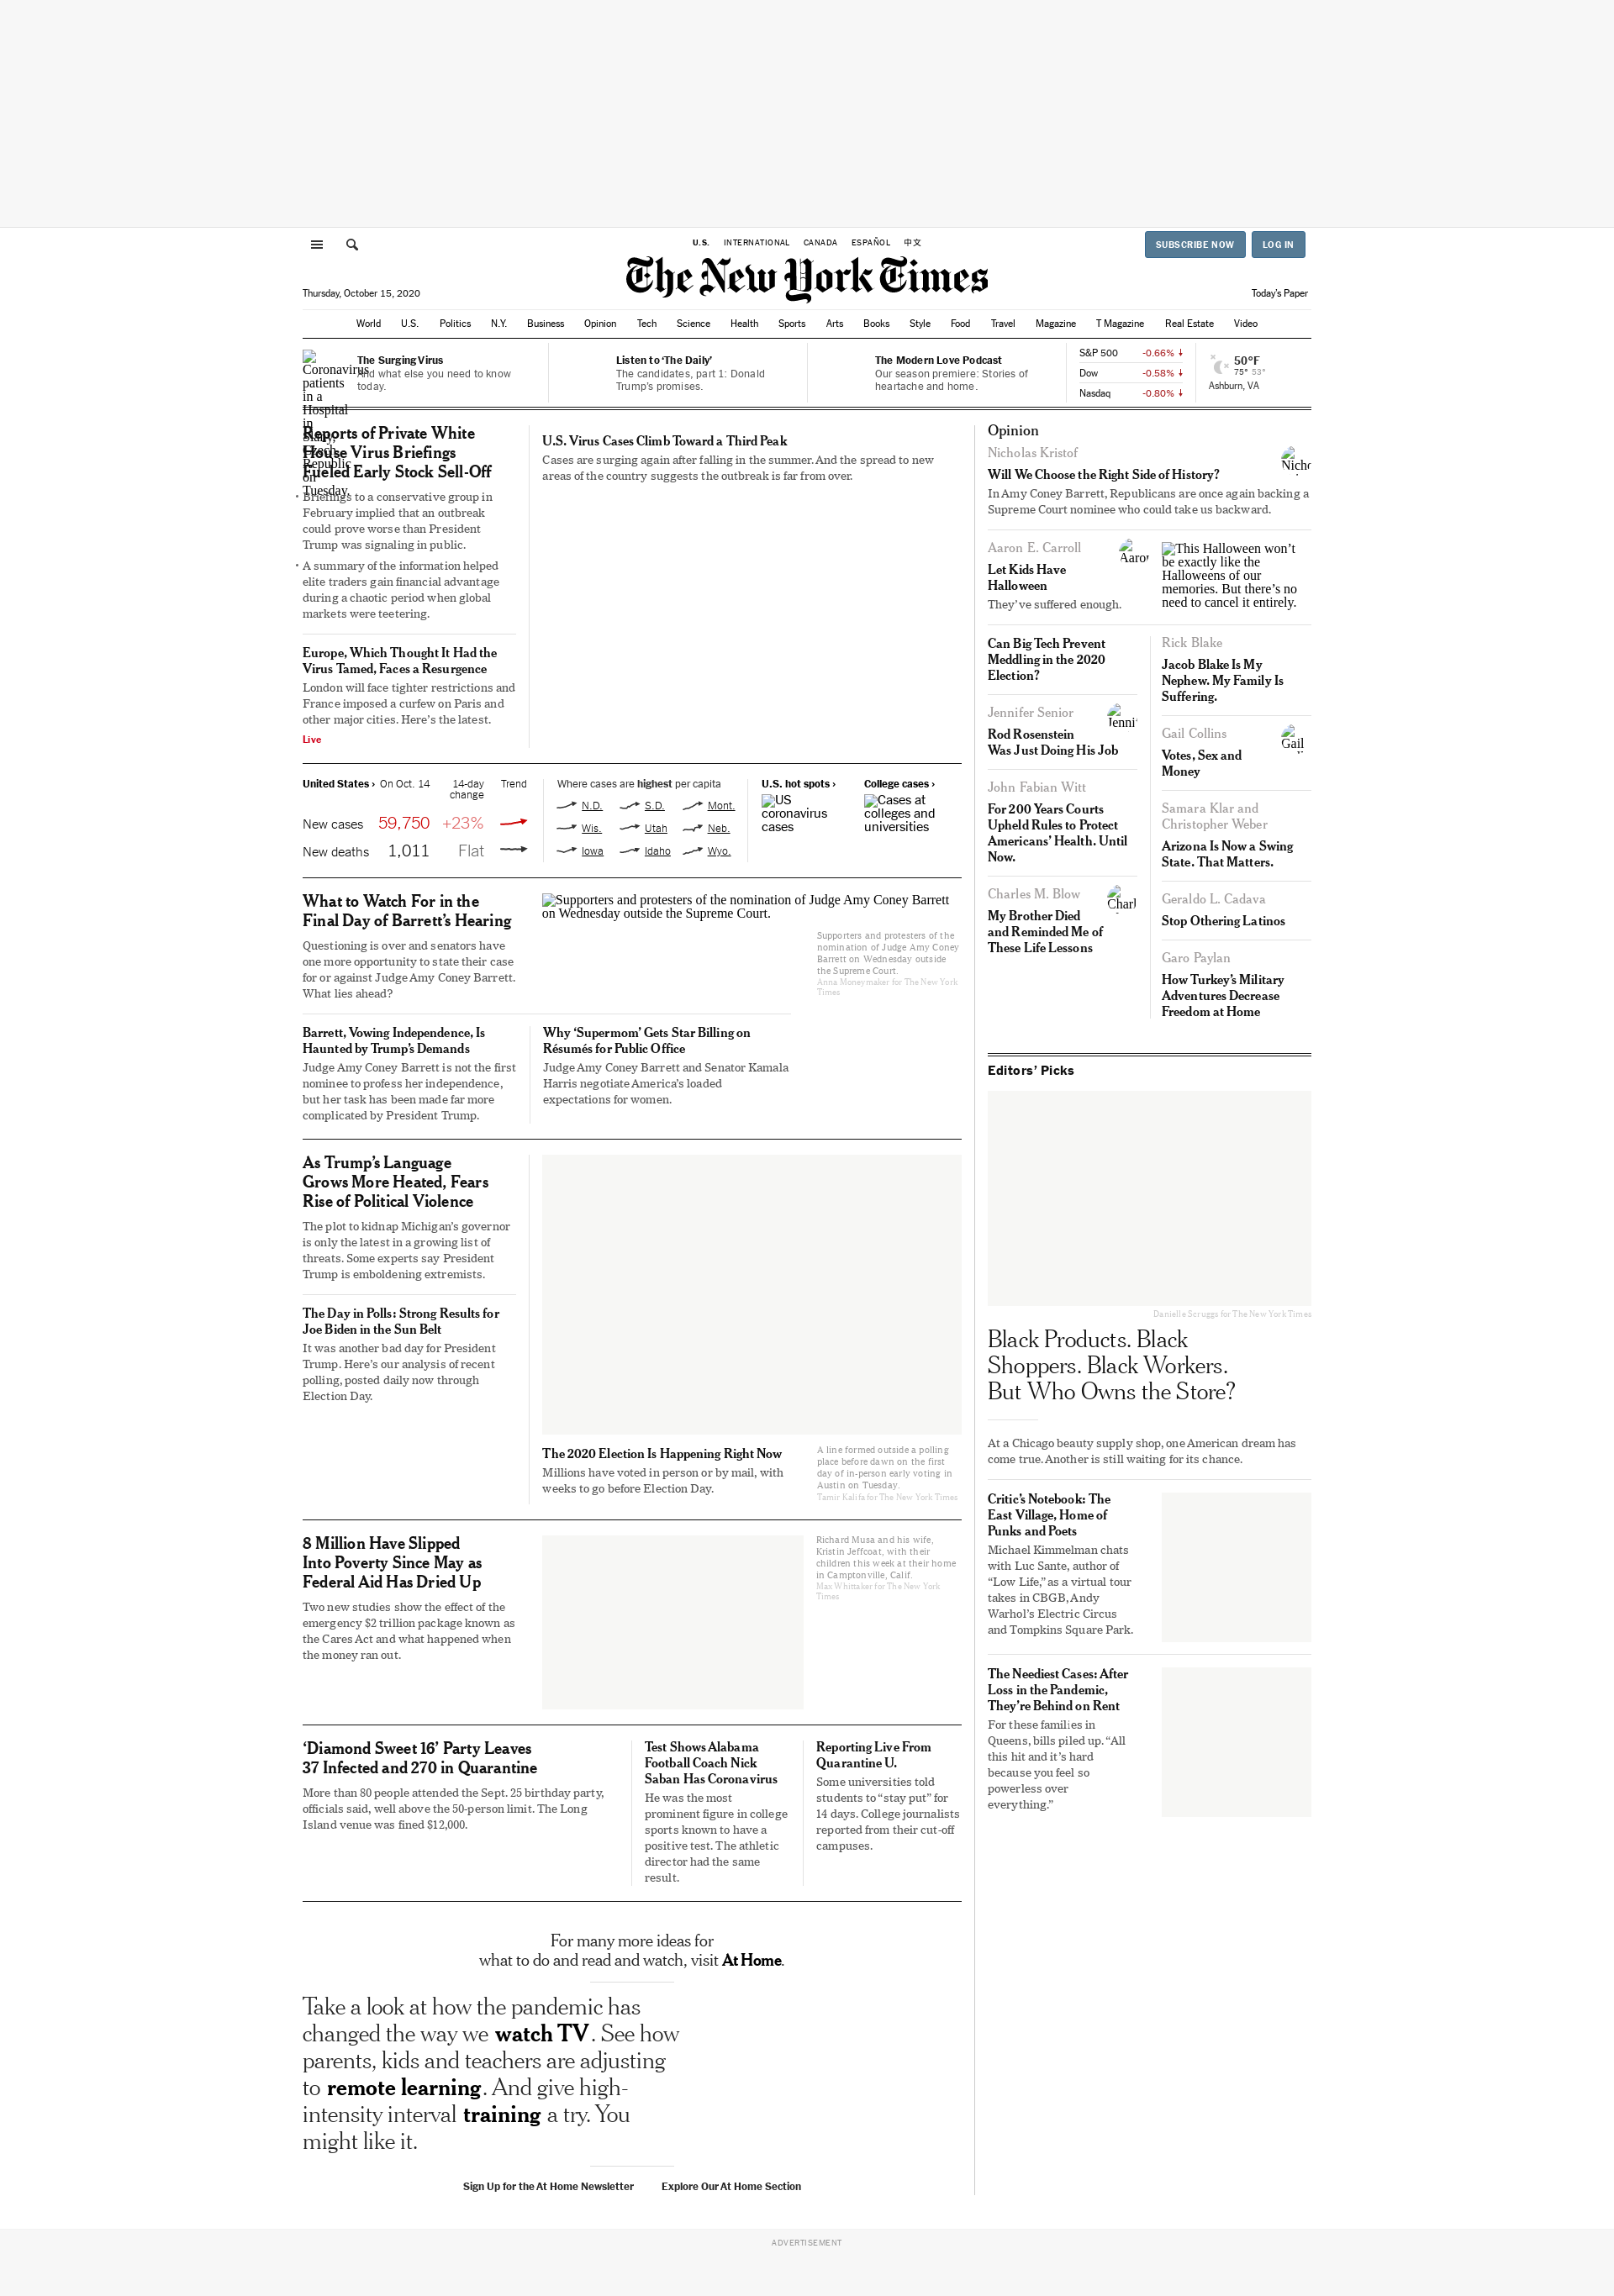 U.S. INTERNATIONAL CANADA ESPAÑOL 中文
SUBSCRIBE NOW LOG IN
The New York Times
Thursday, October 15, 2020
Today's Paper
World U.S. Politics N.Y. Business Opinion Tech Science Health Sports Arts Books Style Food Travel Magazine T Magazine Real Estate Video
Coronavirus
patients
in a
Hospital
in
Slany,
Czech
Republic
on
Tuesday.
The Surging Virus
And what else you need to know
today.
Listen to ‘The Daily’
The candidates, part 1: Donald
Trump’s promises.
The Modern Love Podcast
Our season premiere: Stories of
heartache and home.
S&P 500 -0.66% ↓
Dow -0.58% ↓
Nasdaq -0.80% ↓
50°F
75° 53°
Ashburn, VA
Reports of Private White
House Virus Briefings
Fueled Early Stock Sell-Off
• Briefings to a conservative group in
February implied that an outbreak
could prove worse than President
Trump was signaling in public.
• A summary of the information helped
elite traders gain financial advantage
during a chaotic period when global
markets were teetering.
Europe, Which Thought It Had the
Virus Tamed, Faces a Resurgence
London will face tighter restrictions and
France imposed a curfew on Paris and
other major cities. Here’s the latest.
Live
U.S. Virus Cases Climb Toward a Third Peak
Cases are surging again after falling in the summer. And the spread to new
areas of the country suggests the outbreak is far from over.
United States › On Oct. 14 14-day
change Trend
New cases 59,750 +23%
New deaths 1,011 Flat
Where cases are highest per capita
N.D. S.D. Mont.
Wis. Utah Neb.
Iowa Idaho Wyo.
U.S. hot spots ›
US
coronavirus
cases
College cases ›
Cases at
colleges and
universities
What to Watch For in the
Final Day of Barrett’s Hearing
Questioning is over and senators have
one more opportunity to state their case
for or against Judge Amy Coney Barrett.
What lies ahead?
Supporters and protesters of the nomination of Judge Amy Coney Barrett
on Wednesday outside the Supreme Court.
Supporters and protesters of the
nomination of Judge Amy Coney
Barrett on Wednesday outside
the Supreme Court.
Anna Moneymaker for The New York
Times
Barrett, Vowing Independence, Is
Haunted by Trump’s Demands
Judge Amy Coney Barrett is not the first
nominee to profess her independence,
but her task has been made far more
complicated by President Trump.
Why ‘Supermom’ Gets Star Billing on
Résumés for Public Office
Judge Amy Coney Barrett and Senator Kamala
Harris negotiate America’s loaded
expectations for women.
As Trump’s Language
Grows More Heated, Fears
Rise of Political Violence
The plot to kidnap Michigan’s governor
is only the latest in a growing list of
threats. Some experts say President
Trump is emboldening extremists.
The Day in Polls: Strong Results for
Joe Biden in the Sun Belt
It was another bad day for President
Trump. Here’s our analysis of recent
polling, posted daily now through
Election Day.
The 2020 Election Is Happening Right Now
Millions have voted in person or by mail, with
weeks to go before Election Day.
A line formed outside a polling
place before dawn on the first
day of in-person early voting in
Austin on Tuesday.
Tamir Kalifa for The New York Times
8 Million Have Slipped
Into Poverty Since May as
Federal Aid Has Dried Up
Two new studies show the effect of the
emergency $2 trillion package known as
the Cares Act and what happened when
the money ran out.
Richard Musa and his wife,
Kristin Jeffcoat, with their
children this week at their home
in Camptonville, Calif.
Max Whittaker for The New York
Times
‘Diamond Sweet 16’ Party Leaves
37 Infected and 270 in Quarantine
More than 80 people attended the Sept. 25 birthday party,
officials said, well above the 50-person limit. The Long
Island venue was fined $12,000.
Test Shows Alabama
Football Coach Nick
Saban Has Coronavirus
He was the most
prominent figure in college
sports known to have a
positive test. The athletic
director had the same
result.
Reporting Live From
Quarantine U.
Some universities told
students to “stay put” for
14 days. College journalists
reported from their cut-off
campuses.
For many more ideas for
what to do and read and watch, visit At Home.
Take a look at how the pandemic has
changed the way we watch TV. See how
parents, kids and teachers are adjusting
to remote learning. And give high-
intensity interval training a try. You
might like it.
Sign Up for the At Home Newsletter Explore Our At Home Section
Opinion
Nicholas Kristof
Will We Choose the Right Side of History?
In Amy Coney Barrett, Republicans are once again backing a
Supreme Court nominee who could take us backward.
Aaron E. Carroll
Let Kids Have
Halloween
They’ve suffered enough.
This Halloween won’t
be exactly like the
Halloweens of our
memories. But there’s no
need to cancel it entirely.
Can Big Tech Prevent
Meddling in the 2020
Election?
Jennifer Senior
Rod Rosenstein
Was Just Doing His Job
John Fabian Witt
For 200 Years Courts
Upheld Rules to Protect
Americans’ Health. Until
Now.
Charles M. Blow
My Brother Died
and Reminded Me of
These Life Lessons
Rick Blake
Jacob Blake Is My
Nephew. My Family Is
Suffering.
Gail Collins
Gail
Votes, Sex and
Money
Samara Klar and
Christopher Weber
Arizona Is Now a Swing
State. That Matters.
Geraldo L. Cadava
Stop Othering Latinos
Garo Paylan
How Turkey’s Military
Adventures Decrease
Freedom at Home
Editors’ Picks
Danielle Scruggs for The New York Times
Black Products. Black
Shoppers. Black Workers.
But Who Owns the Store?
At a Chicago beauty supply shop, one American dream has
come true. Another is still waiting for its chance.
Critic’s Notebook: The
East Village, Home of
Punks and Poets
Michael Kimmelman chats
with Luc Sante, author of
“Low Life,” as a virtual tour
takes in CBGB, Andy
Warhol’s Electric Circus
and Tompkins Square Park.
The Neediest Cases: After
Loss in the Pandemic,
They’re Behind on Rent
For these families in
Queens, bills piled up. “All
this hit and it’s hard
because you feel so
powerless over
everything.”
ADVERTISEMENT